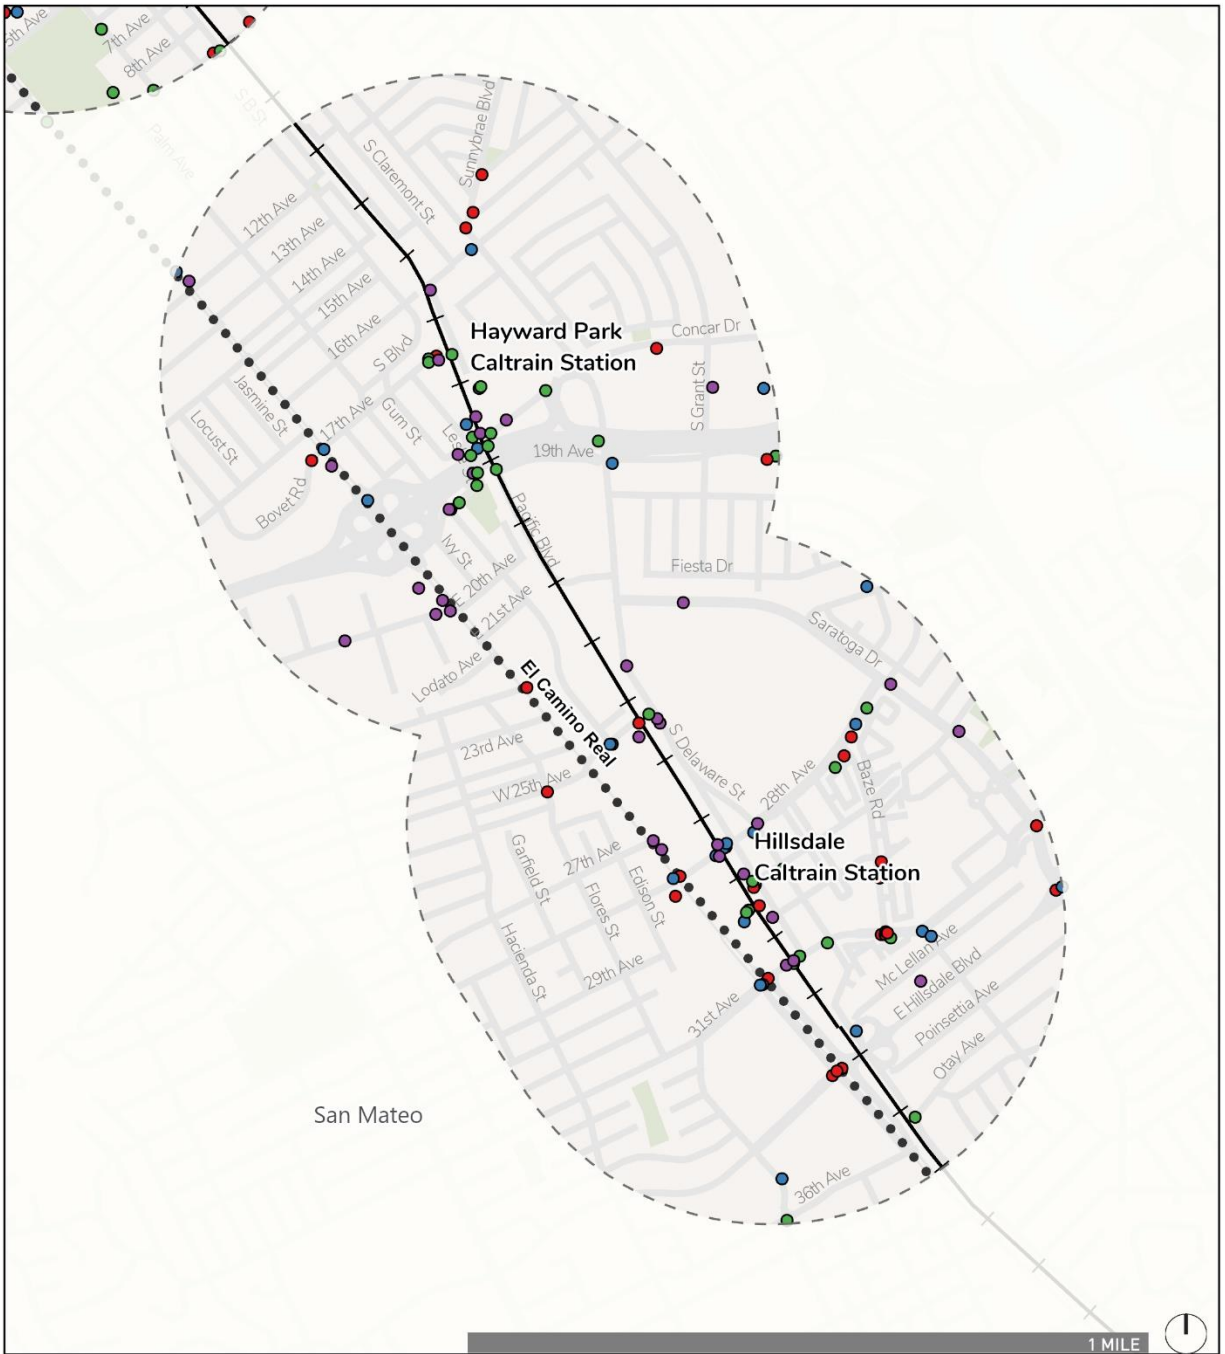 5th Ave
7th Ave
8th Ave
S B St
Palm Ave
Sunnybrae Blvd
S Claremont St
12th Ave
13th Ave
14th Ave
15th Ave
16th Ave
S Blvd
Hayward Park
Caltrain Station
Concar Dr
S Grant St
Jasmine St
17th Ave
Gum St
Locust St
19th Ave
Bovet Rd
Pacific Blvd
Ivy St
E 20th Ave
21st Ave
Fiesta Dr
Saratoga Dr
Lodato Ave
El Camino Real
23rd Ave
W 25th Ave
S Delaware St
28th Ave
Baze Rd
Garfield St
27th Ave
Edison St
Flores St
Hillsdale
Caltrain Station
Hacienda St
29th Ave
31st Ave
Mc Lellan Ave
E Hillsdale Blvd
Poinsettia Ave
Otay Ave
San Mateo
36th Ave
1 MILE